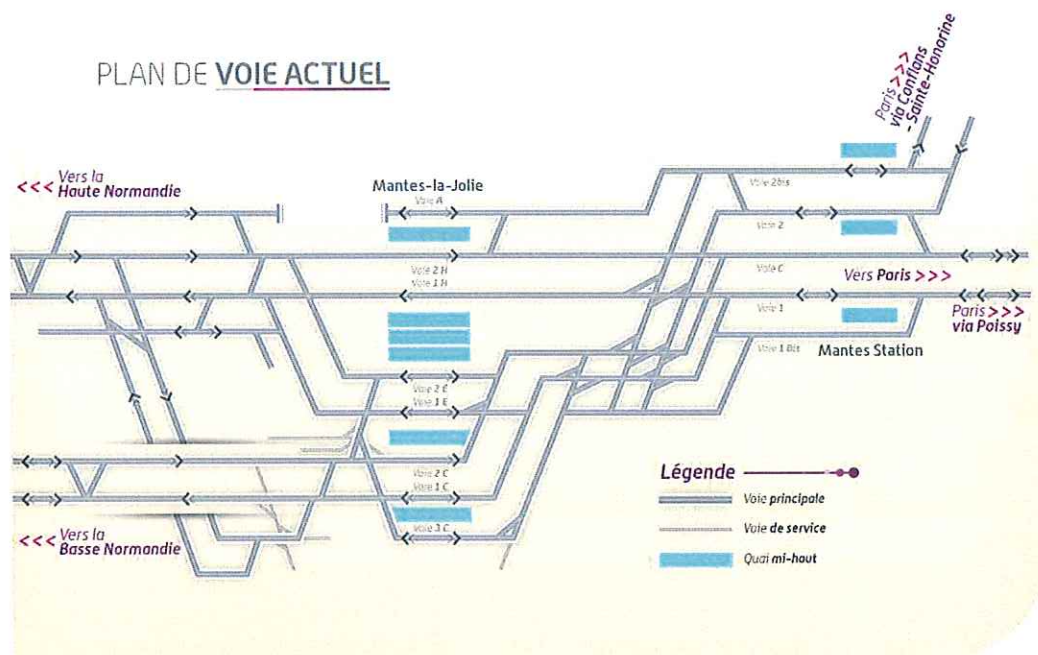 PLAN DE VOIE ACTUEL
Paris >>>
via Conflans
- Sainte-Honorine
<<< Vers la
Haute Normandie
Mantes-la-Jolie
Voie A
Voie 2bis
Voie 2
Voie 2 H
Voie 1 H
Voie C
Vers Paris >>>
Voie 1
Paris >>>
via Poissy
Voie 1 Bis
Mantes Station
Voie 2 E
Voie 1 E
Voie 2 C
Voie 1 C
Voie 3 C
<<< Vers la
Basse Normandie
Légende
Voie principale
Voie de service
Quai mi-haut